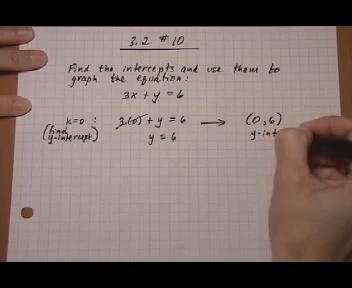 3.2 #10
Find the intercepts and use them to
graph the equation:
3x + y = 6
x=0 : 3(0) + y = 6 → (0,6)
(find y-intercept) y = 6 y-int